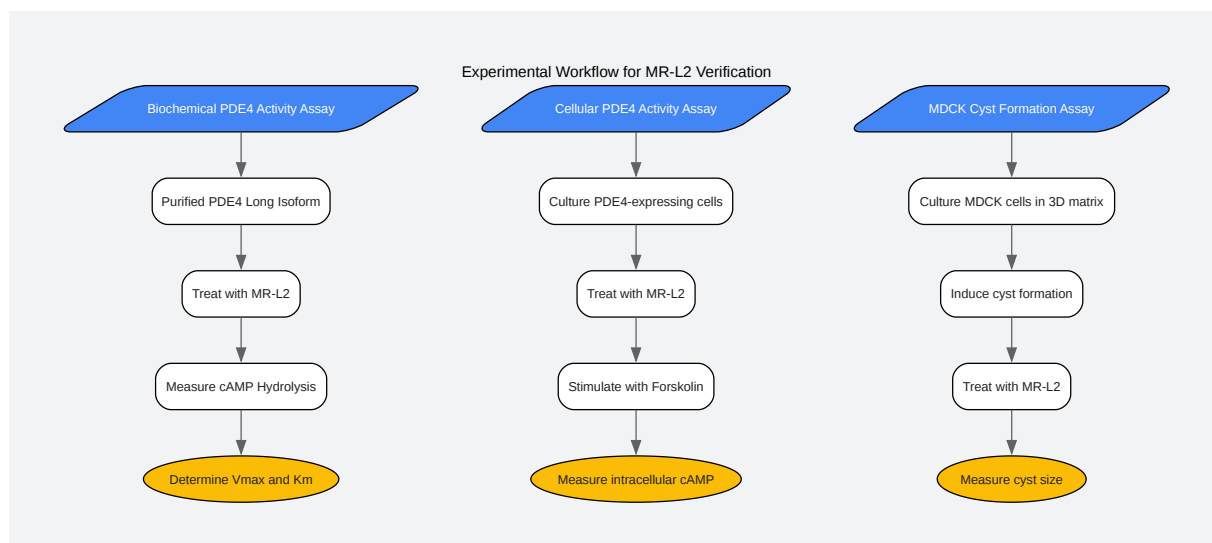 Experimental Workflow for MR-L2 Verification
Biochemical PDE4 Activity Assay
Purified PDE4 Long Isoform
Treat with MR-L2
Measure cAMP Hydrolysis
Determine Vmax and Km
Cellular PDE4 Activity Assay
Culture PDE4-expressing cells
Treat with MR-L2
Stimulate with Forskolin
Measure intracellular cAMP
MDCK Cyst Formation Assay
Culture MDCK cells in 3D matrix
Induce cyst formation
Treat with MR-L2
Measure cyst size